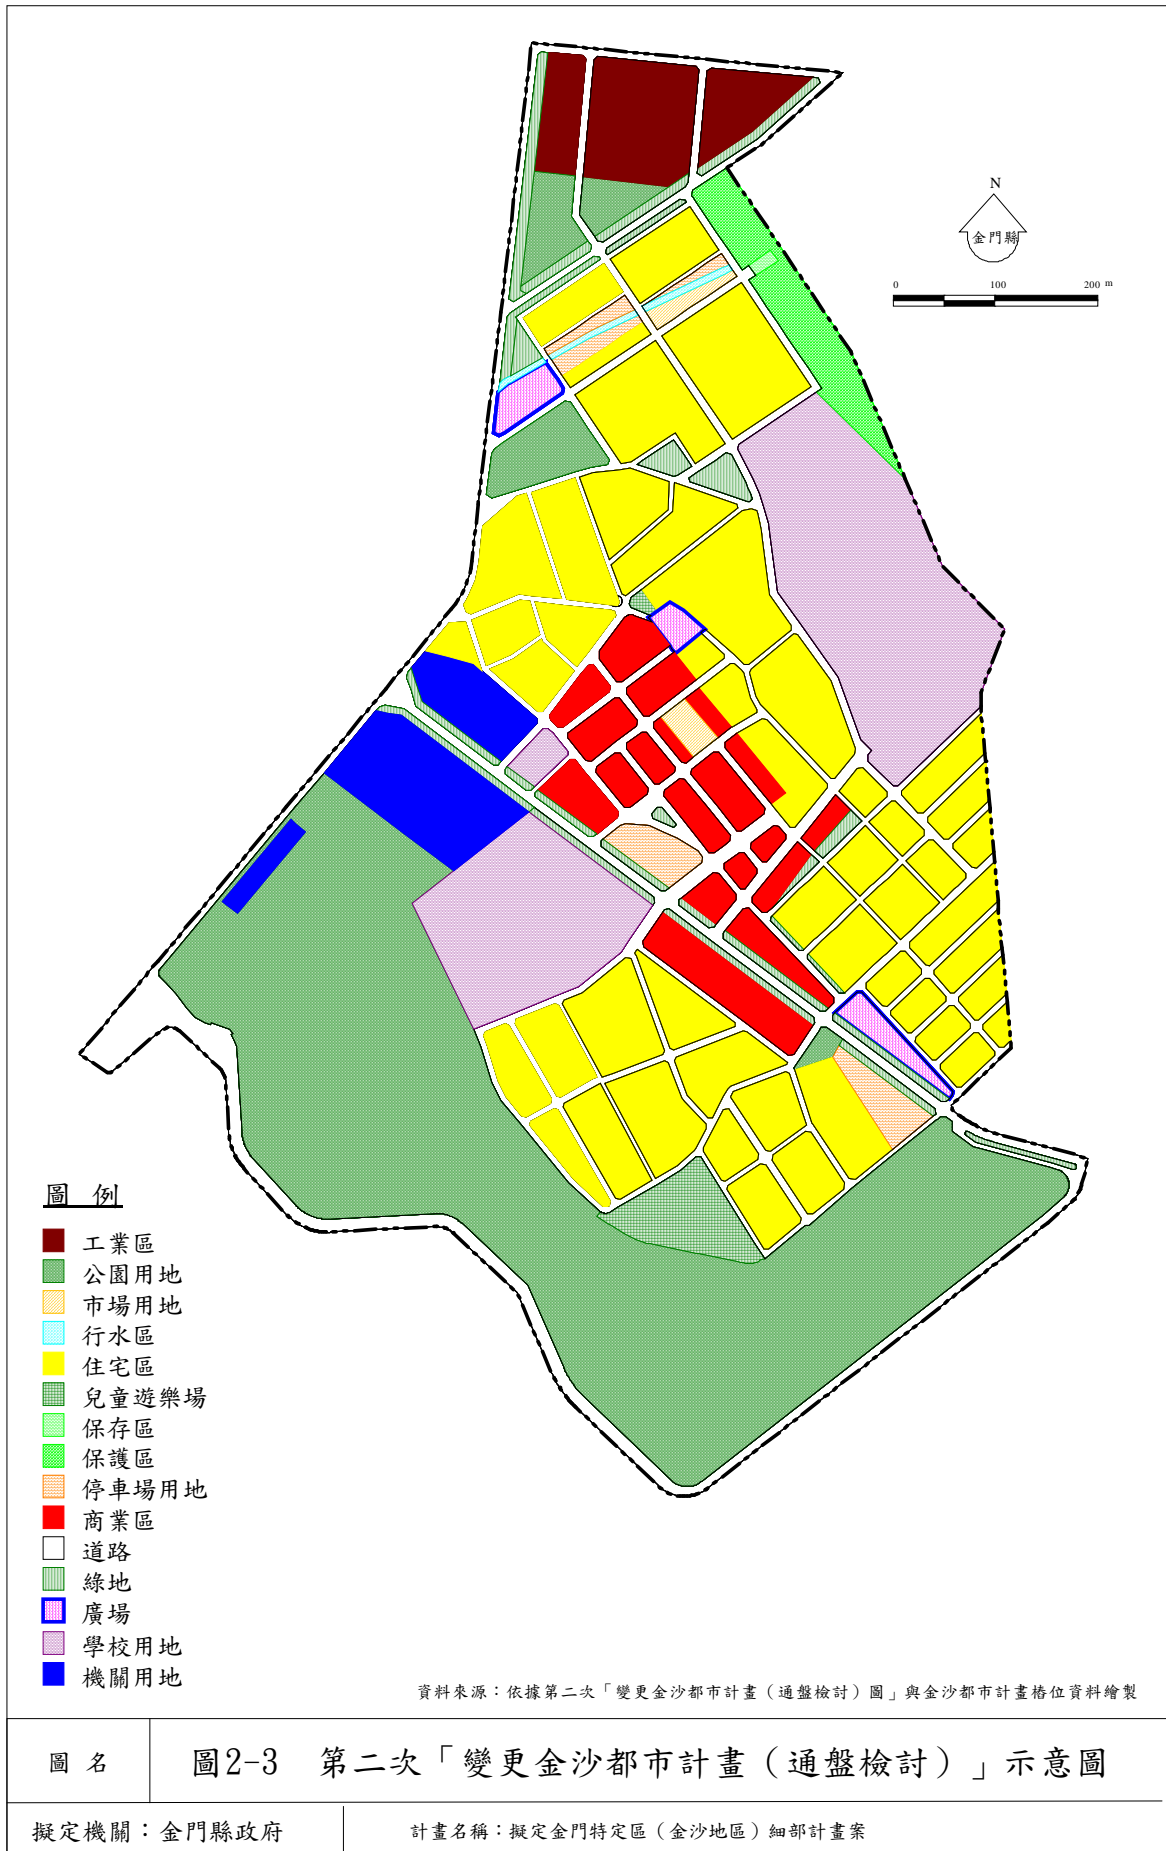 N
金門縣
0 100 200 m
圖 例
工業區
公園用地
市場用地
行水區
住宅區
兒童遊樂場
保存區
保護區
停車場用地
商業區
道路
綠地
廣場
學校用地
機關用地
資料來源：依據第二次「變更金沙都市計畫（通盤檢討）圖」與金沙都市計畫樁位資料繪製
圖 名
圖2-3 第二次「變更金沙都市計畫（通盤檢討）」示意圖
擬定機關：金門縣政府
計畫名稱：擬定金門特定區（金沙地區）細部計畫案